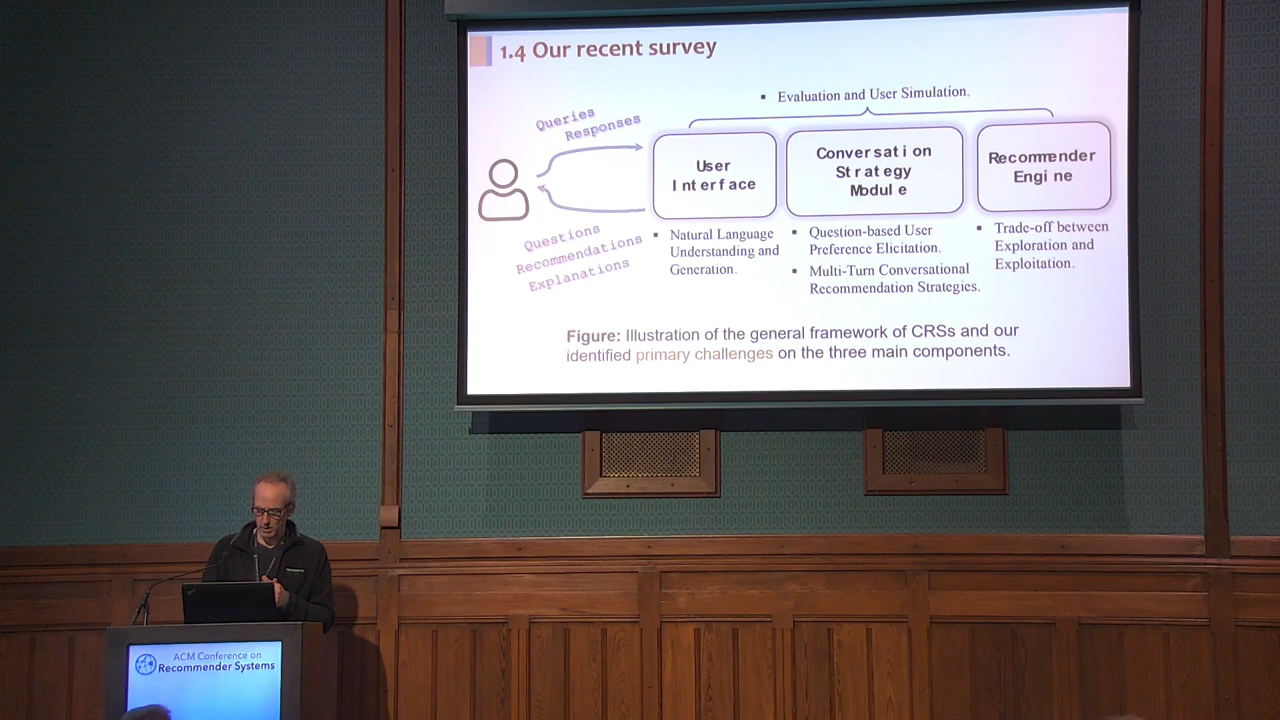 1.4 Our recent survey
▪ Evaluation and User Simulation.
Queries
Responses
User
Interface
Conversation
Strategy
Module
Recommender
Engine
Questions
Recommendations
Explanations
▪ Natural Language
Understanding and
Generation.
▪ Question-based User
Preference Elicitation.
▪ Multi-Turn Conversational
Recommendation Strategies.
▪ Trade-off between
Exploration and
Exploitation.
Figure: Illustration of the general framework of CRSs and our
identified primary challenges on the three main components.
ACM Conference on
Recommender Systems